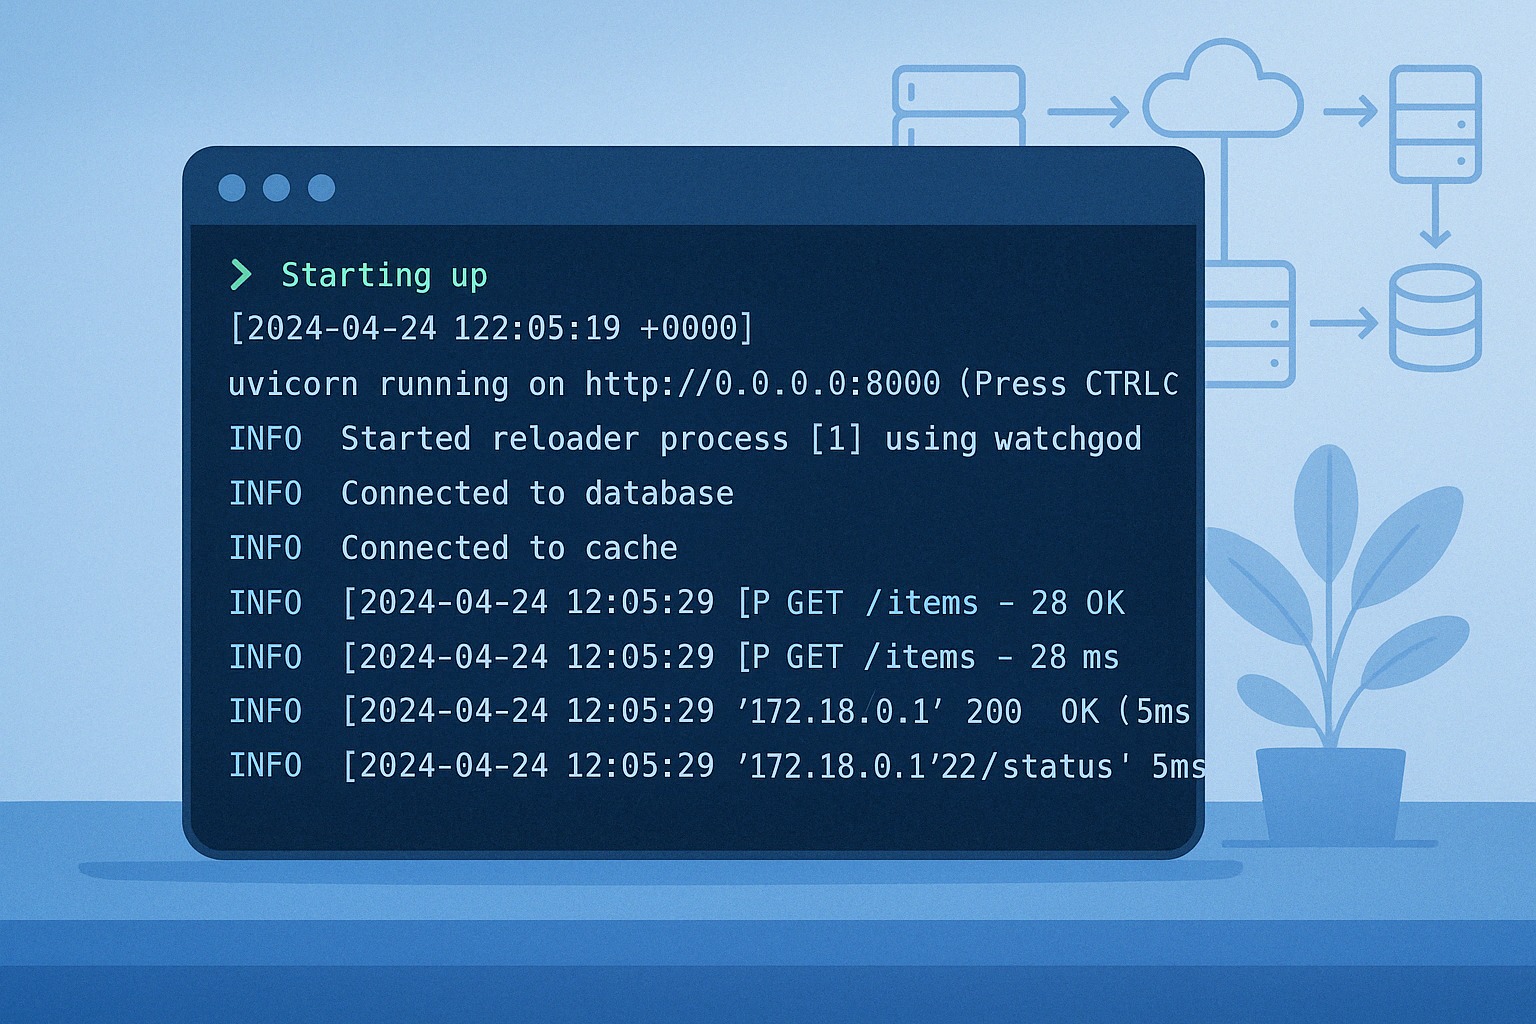 ❯ Starting up
[2024-04-24 122:05:19 +0000]
uvicorn running on http://0.0.0.0:8000 (Press CTRLC
INFO Started reloader process [1] using watchgod
INFO Connected to database
INFO Connected to cache
INFO [2024-04-24 12:05:29 [P GET /items – 28 OK
INFO [2024-04-24 12:05:29 [P GET /items – 28 ms
INFO [2024-04-24 12:05:29 ’172.18.0.1’ 200 OK (5ms
INFO [2024-04-24 12:05:29 ’172.18.0.1’22/status' 5ms